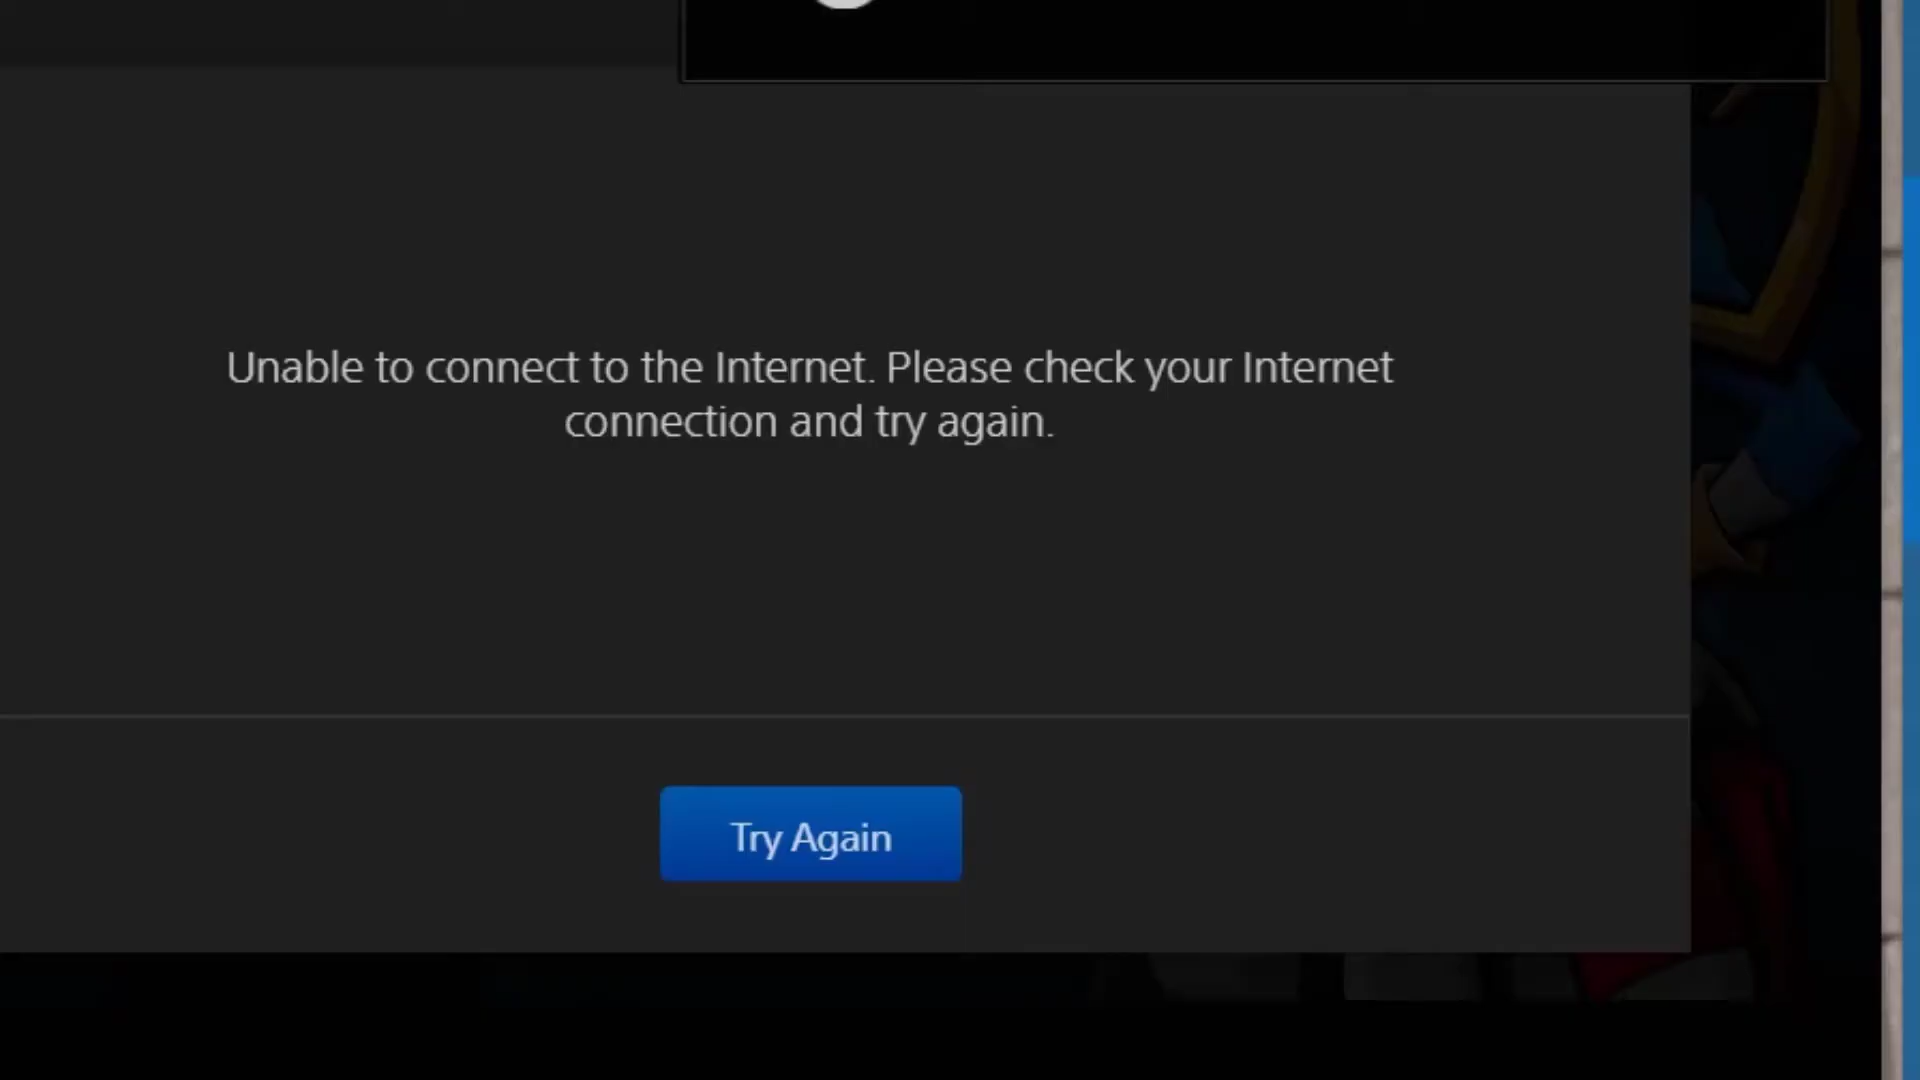 Unable to connect to the Internet. Please check your Internet
connection and try again.
Try Again